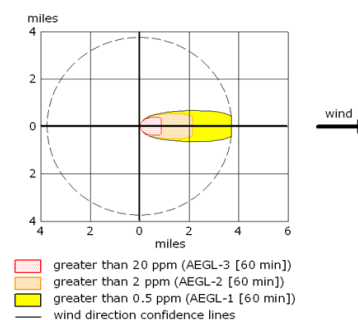 miles
4
2
0
2
4
4 2 0 2 4 6
miles
wind
greater than 20 ppm (AEGL-3 [60 min])
greater than 2 ppm (AEGL-2 [60 min])
greater than 0.5 ppm (AEGL-1 [60 min])
wind direction confidence lines